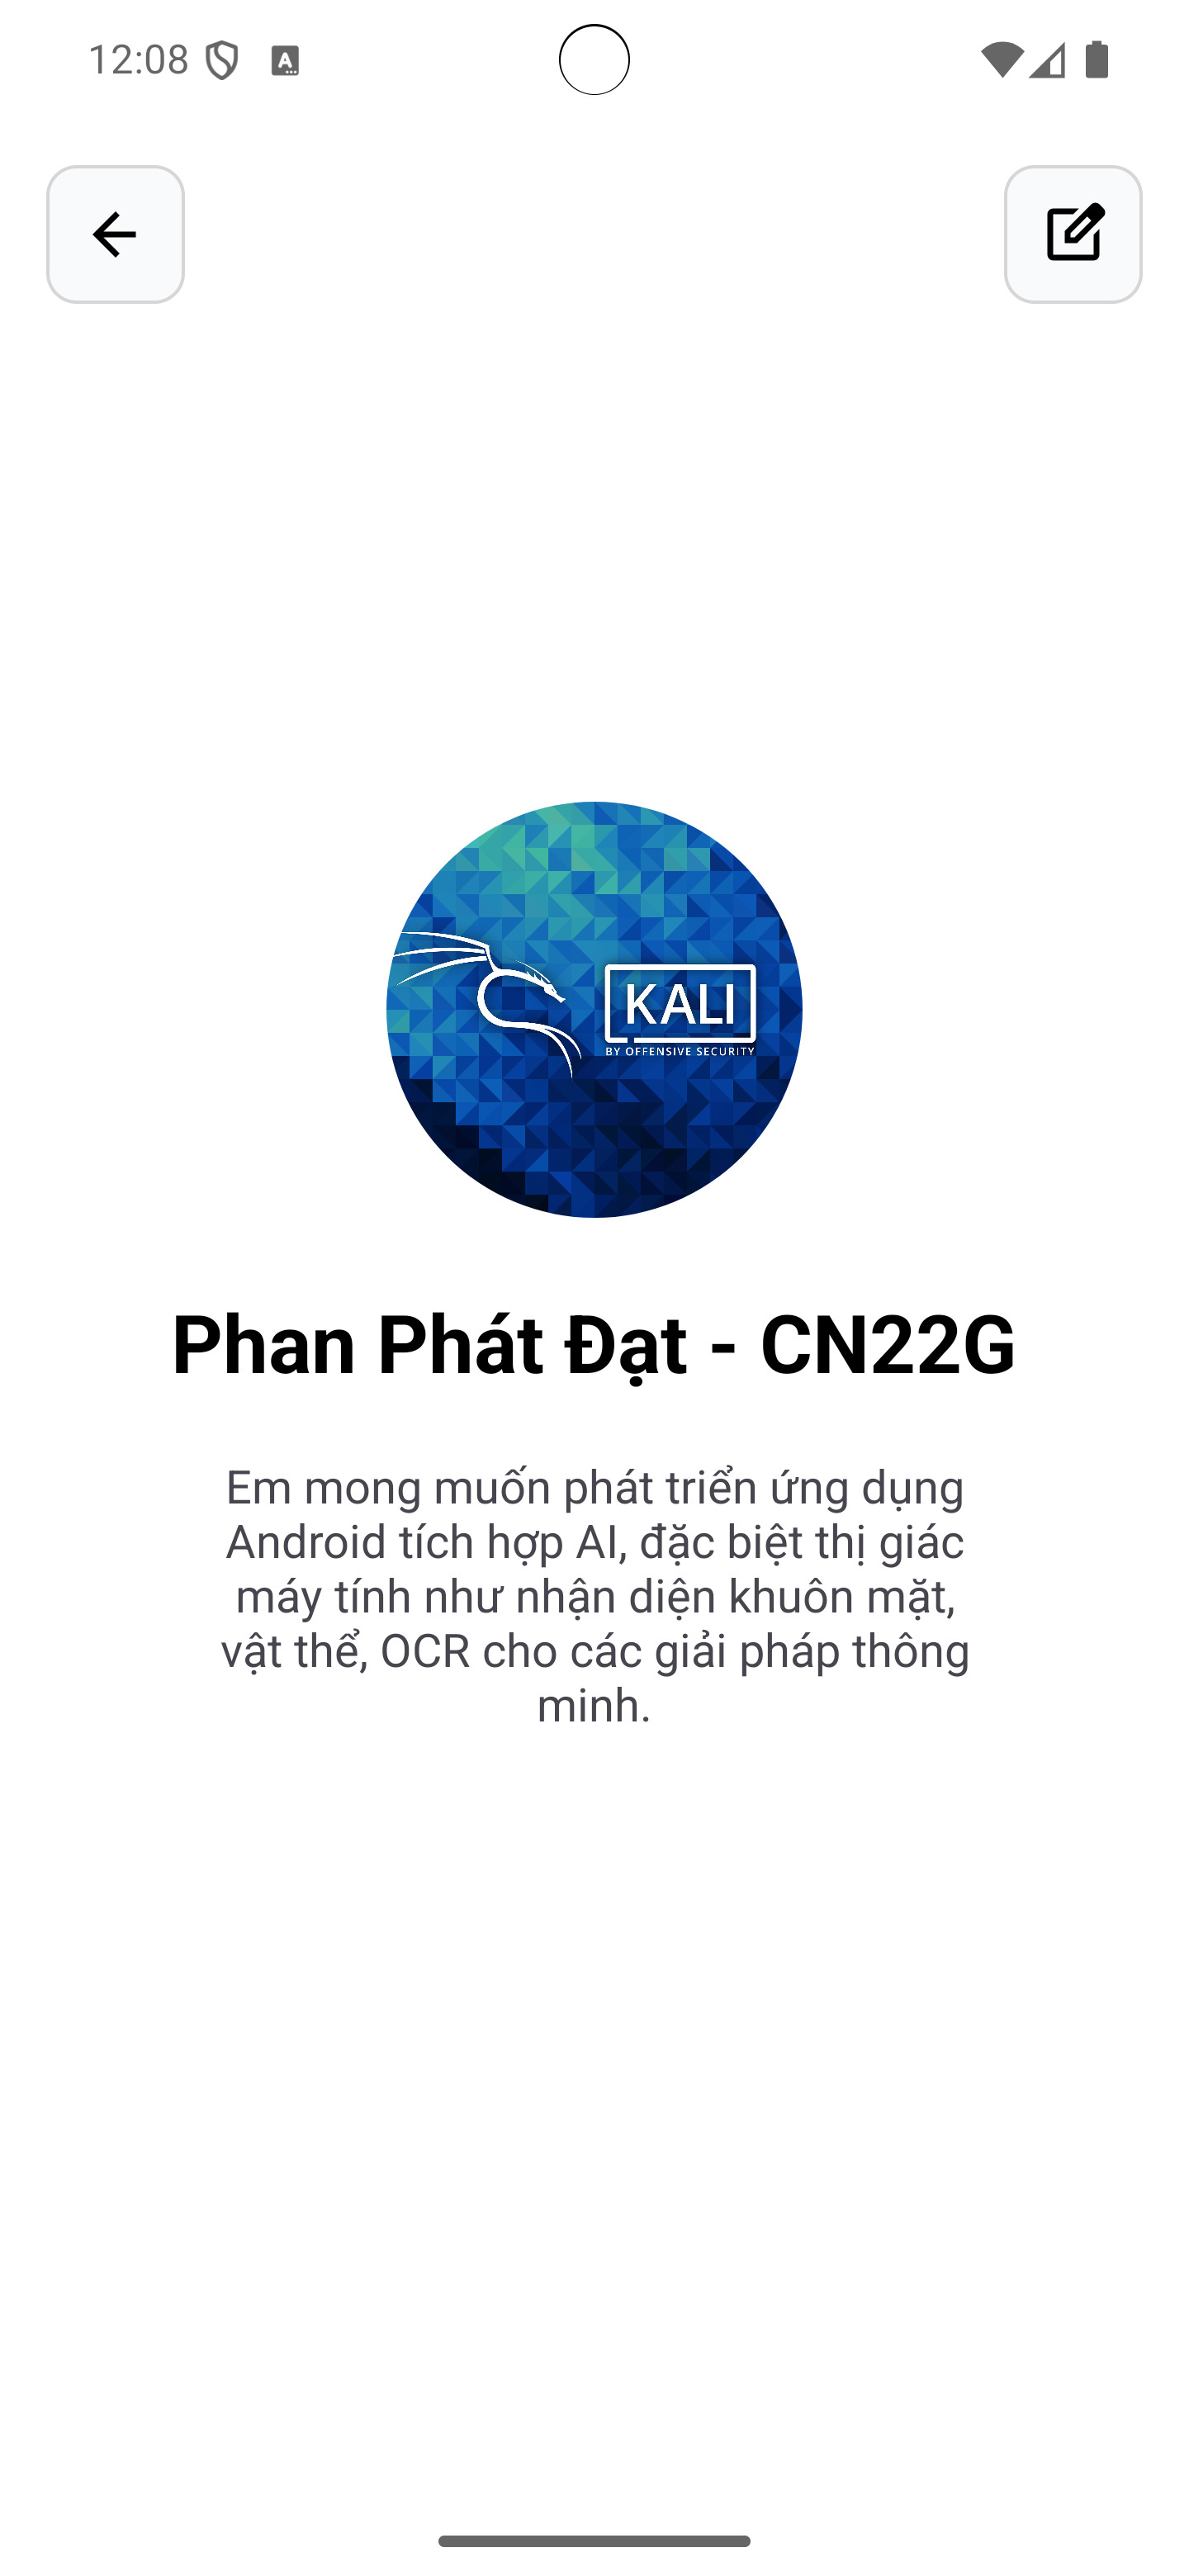 12:08
A
KALI
BY OFFENSIVE SECURITY
Phan Phát Đạt - CN22G
Em mong muốn phát triển ứng dụng
Android tích hợp AI, đặc biệt thị giác
máy tính như nhận diện khuôn mặt,
vật thể, OCR cho các giải pháp thông
minh.